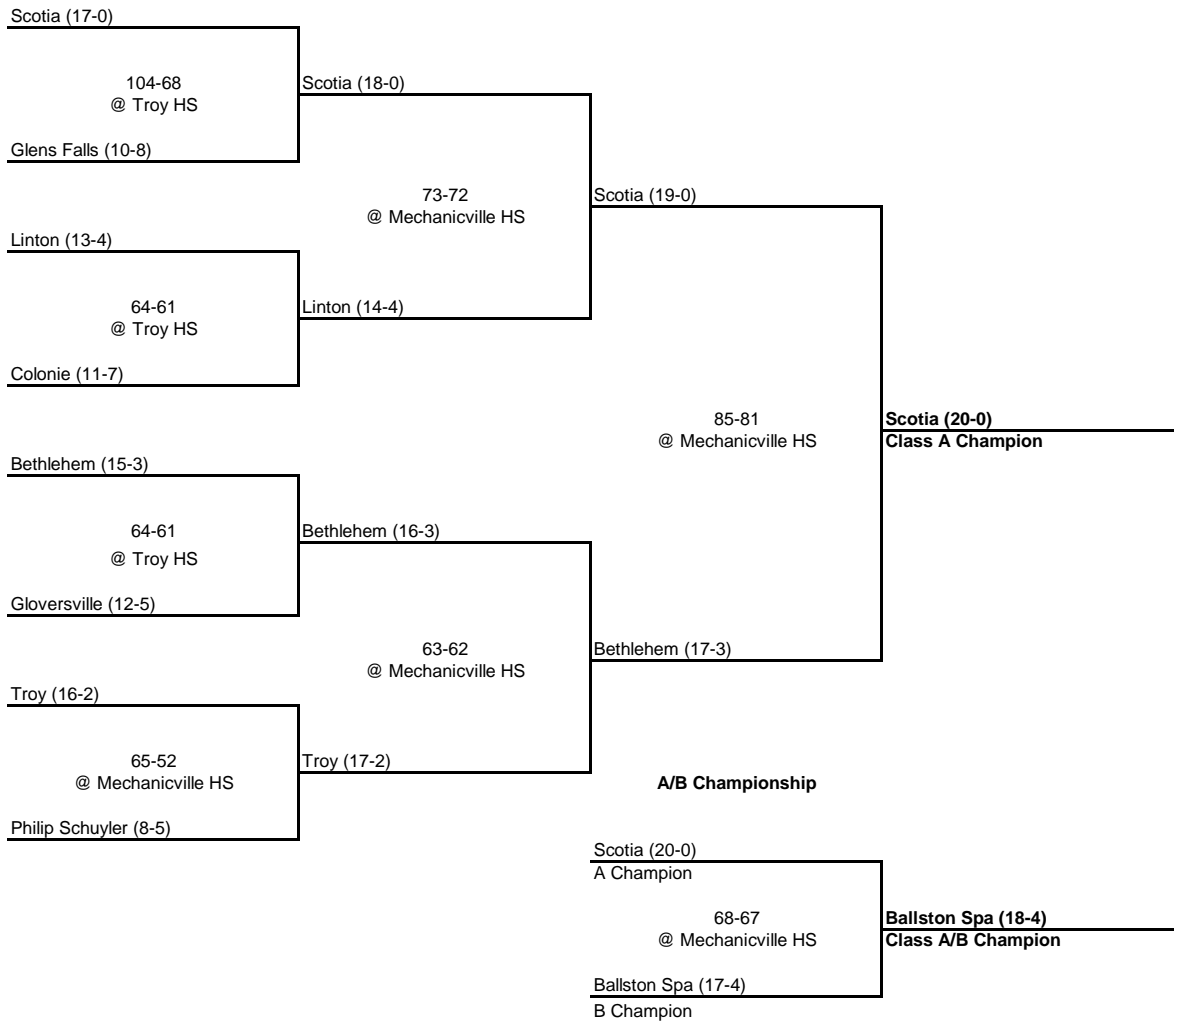 Scotia (17-0)
104-68
@ Troy HS
Scotia (18-0)
Glens Falls (10-8)
73-72
@ Mechanicville HS
Scotia (19-0)
Linton (13-4)
64-61
@ Troy HS
Linton (14-4)
Colonie (11-7)
85-81
@ Mechanicville HS
Scotia (20-0)
Class A Champion
Bethlehem (15-3)
64-61
@ Troy HS
Bethlehem (16-3)
Gloversville (12-5)
63-62
@ Mechanicville HS
Bethlehem (17-3)
Troy (16-2)
65-52
@ Mechanicville HS
Troy (17-2)
Philip Schuyler (8-5)
A/B Championship
Scotia (20-0)
A Champion
68-67
@ Mechanicville HS
Ballston Spa (18-4)
Class A/B Champion
Ballston Spa (17-4)
B Champion